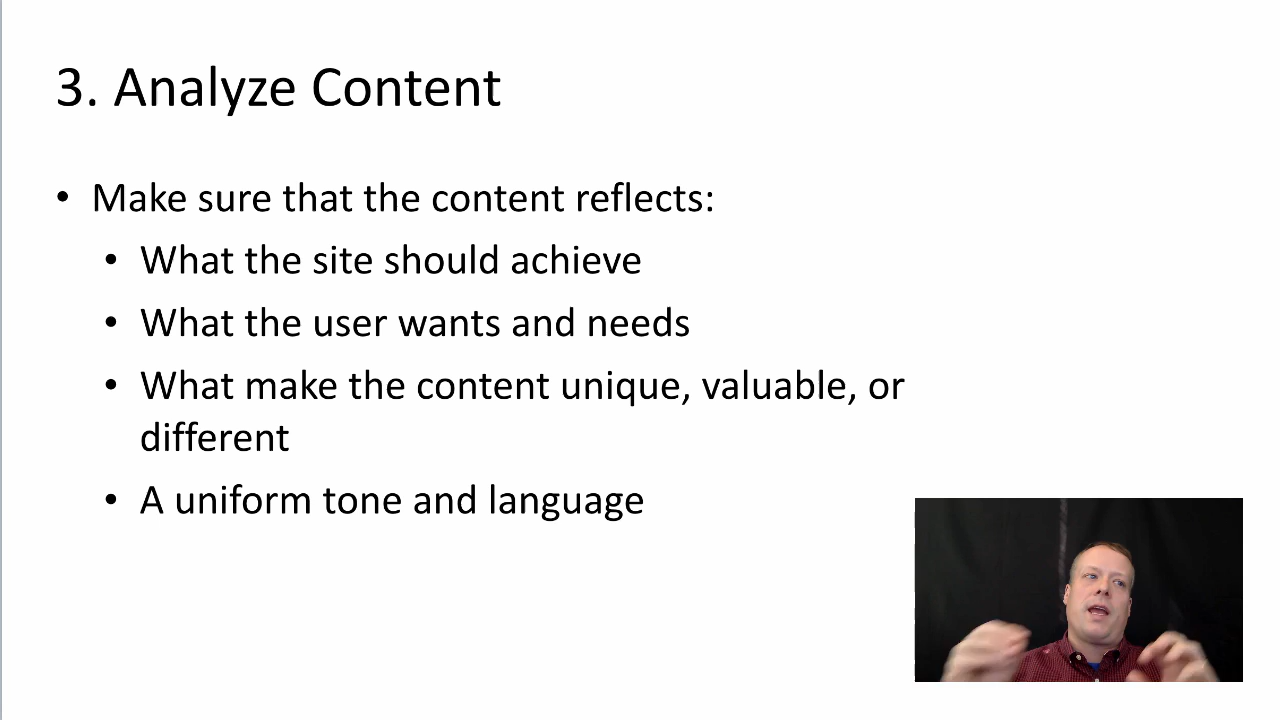 3. Analyze Content
• Make sure that the content reflects:
• What the site should achieve
• What the user wants and needs
• What make the content unique, valuable, or
different
• A uniform tone and language